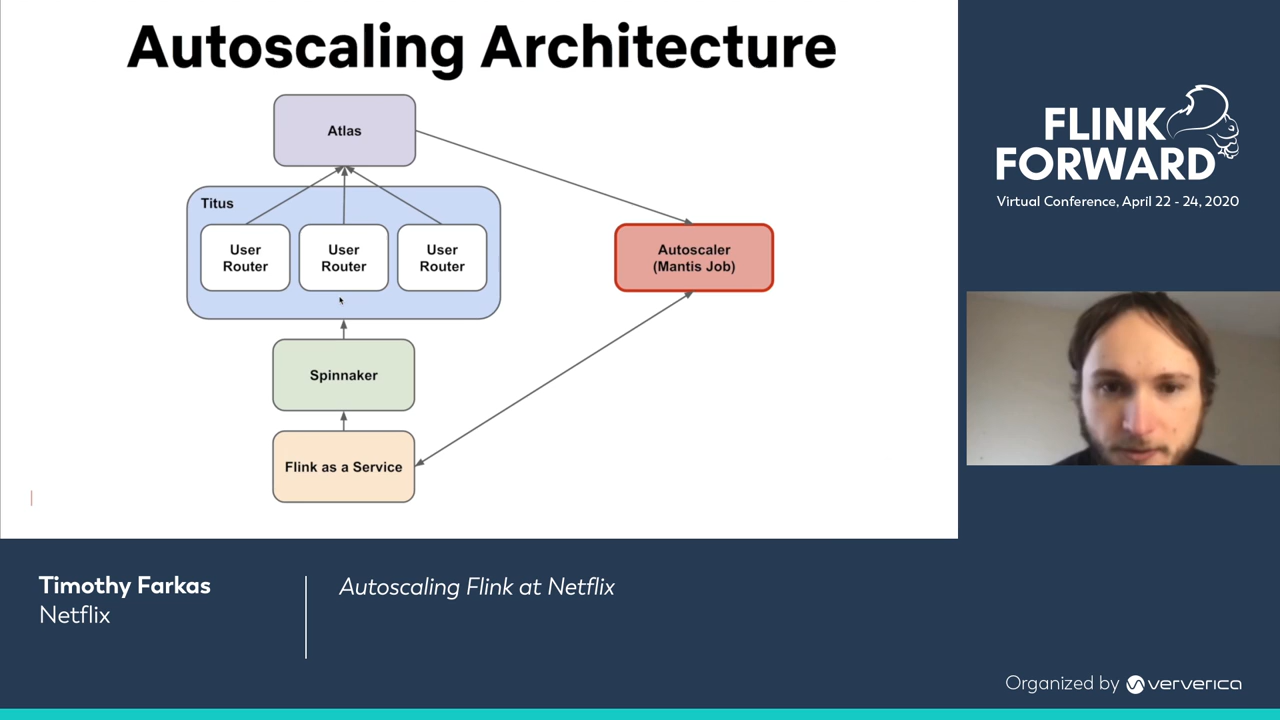 Autoscaling Architecture
Atlas
Titus
User
Router
User
Router
User
Router
Autoscaler
(Mantis Job)
Spinnaker
Flink as a Service
FLINK
FORWARD
Virtual Conference, April 22 - 24, 2020
Timothy Farkas
Netflix
Autoscaling Flink at Netflix
Organized by ververica